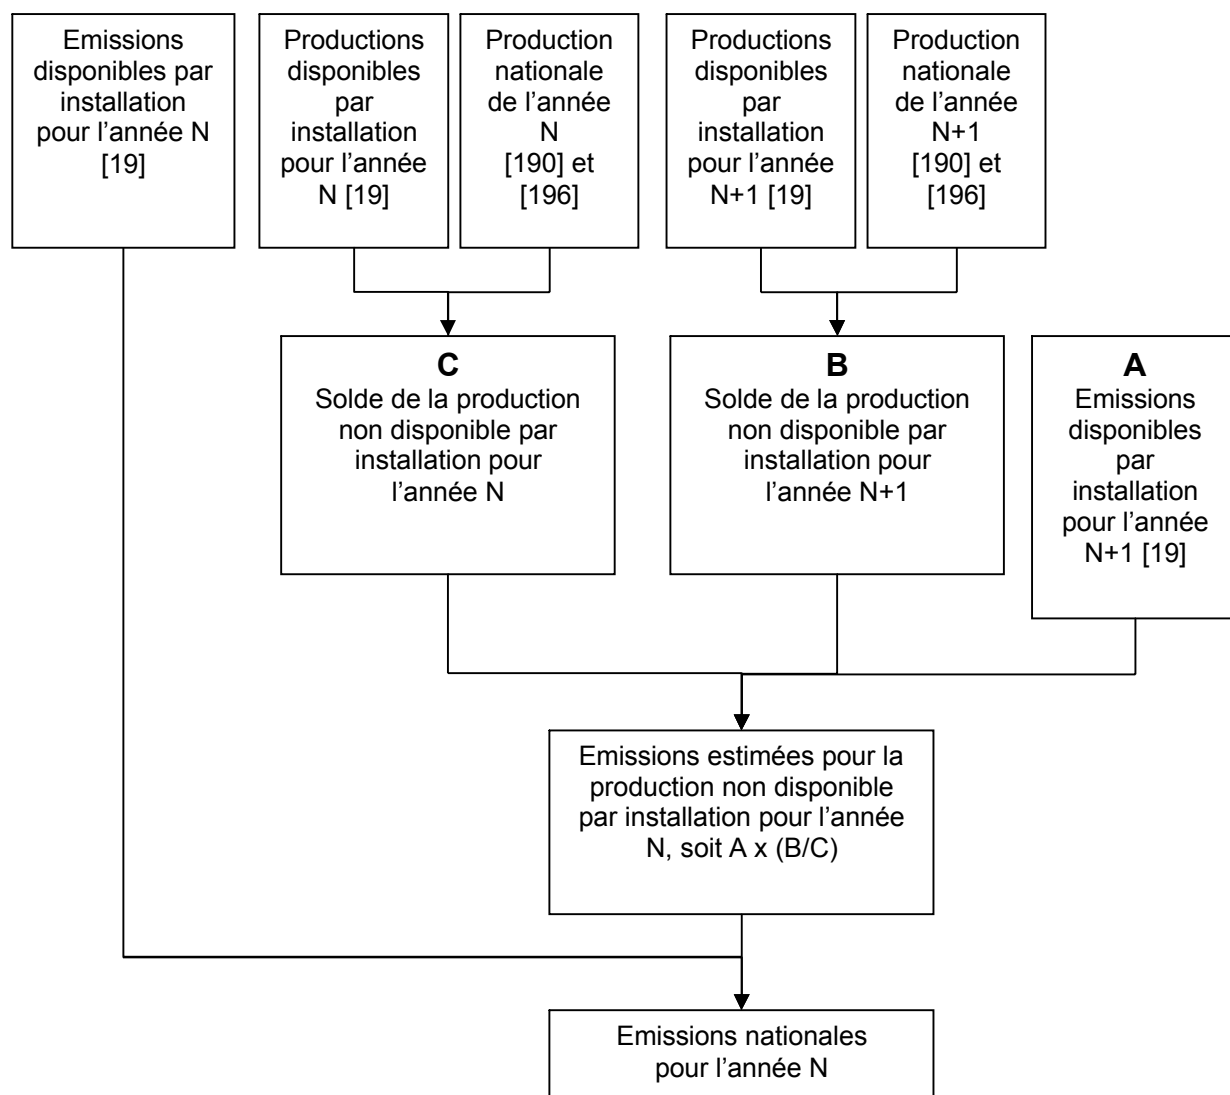 Emissions
disponibles par
installation
pour l’année N
[19]
Productions
disponibles
par
installation
pour l’année
N [19]
Production
nationale
de l’année
N
[190] et
[196]
Productions
disponibles
par
installation
pour l’année
N+1 [19]
Production
nationale
de l’année
N+1
[190] et
[196]
C
Solde de la production
non disponible par
installation pour
l’année N
B
Solde de la production
non disponible par
installation pour
l’année N+1
A
Emissions
disponibles
par
installation
pour l’année
N+1 [19]
Emissions estimées pour la
production non disponible
par installation pour l’année
N, soit A x (B/C)
Emissions nationales
pour l’année N